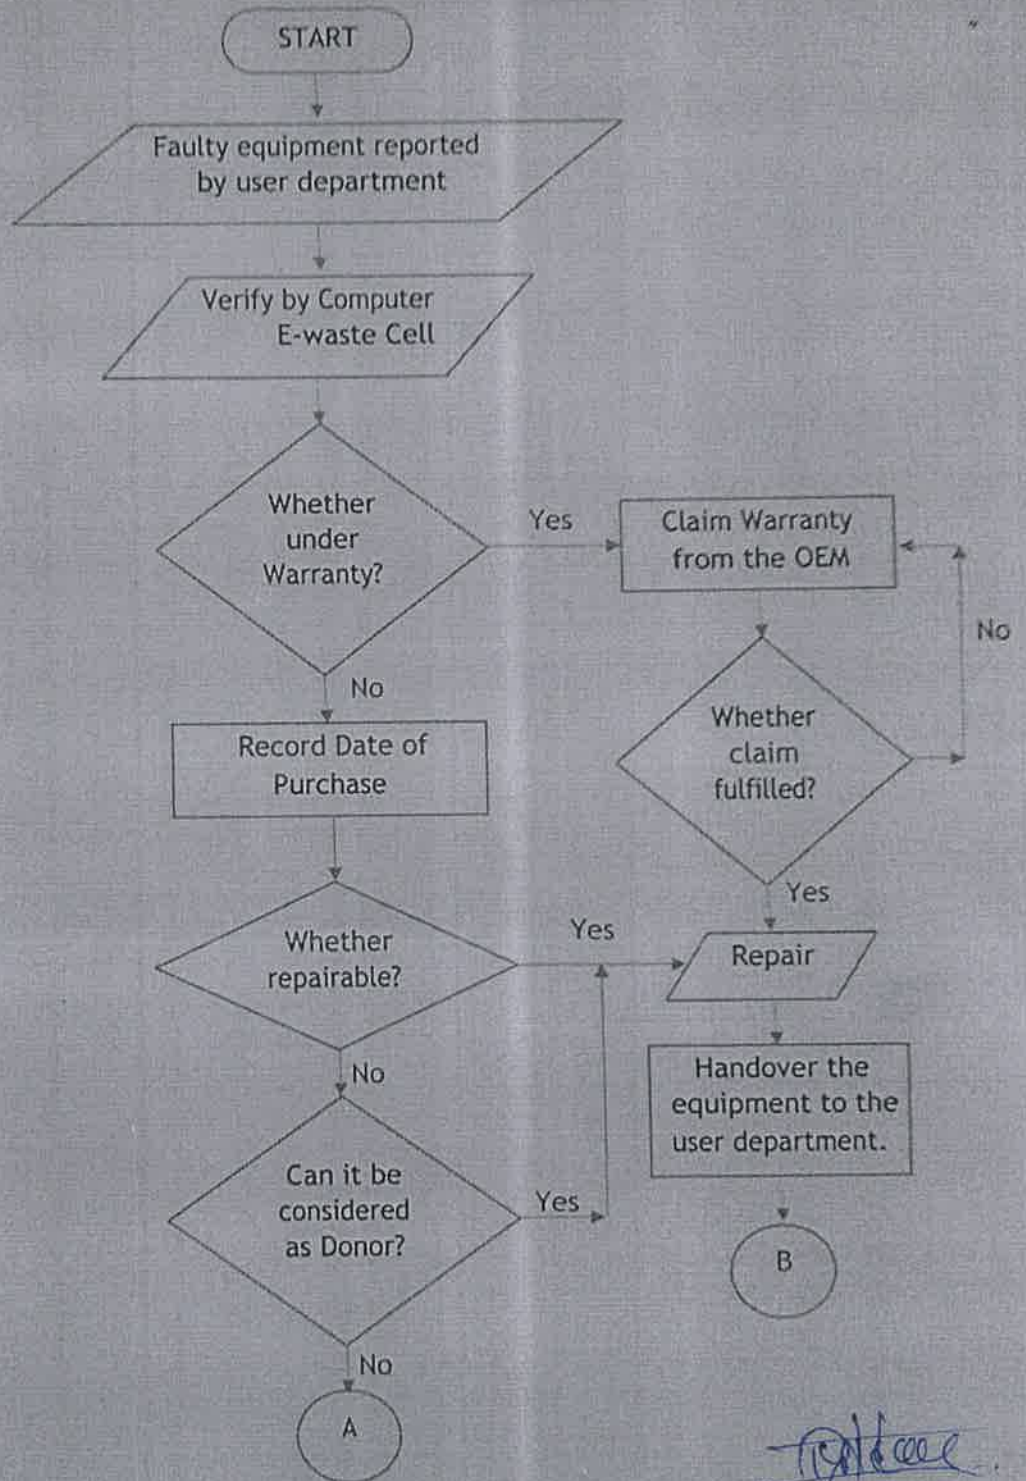 START
Faulty equipment reported
by user department
Verify by Computer
E-waste Cell
Whether
under
Warranty?
Yes
Claim Warranty
from the OEM
No
No
Record Date of
Purchase
Whether
claim
fulfilled?
Yes
Whether
repairable?
Yes
Repair
No
Handover the
equipment to the
user department.
Can it be
considered
as Donor?
Yes
B
No
A